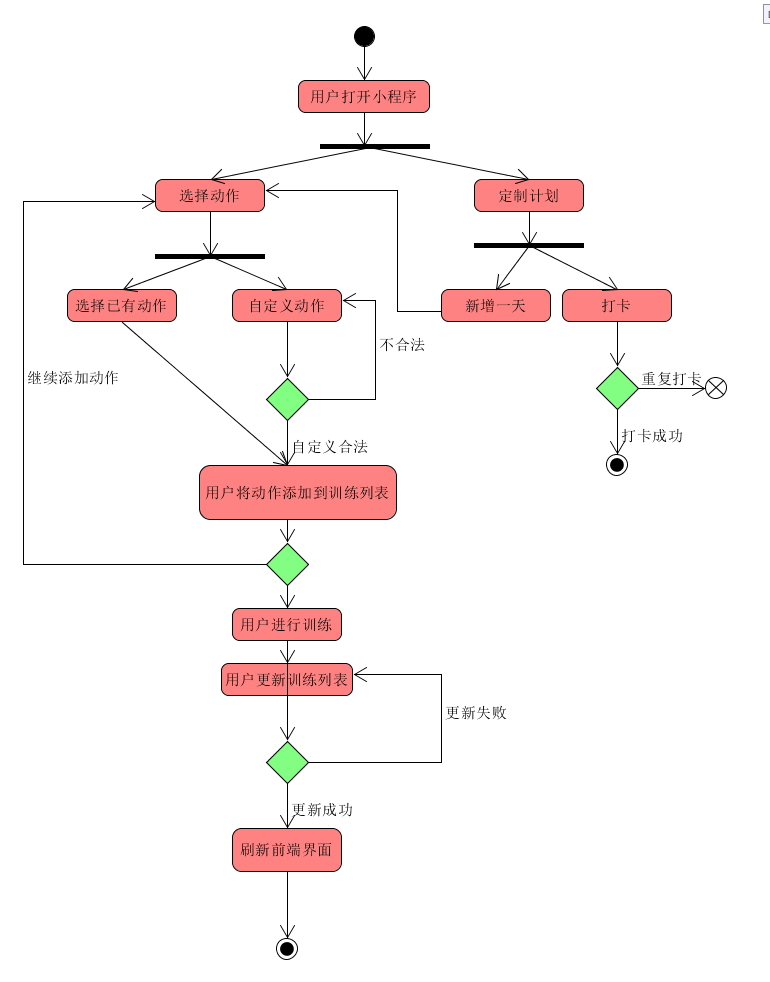 用户打开小程序
选择动作
定制计划
选择已有动作
自定义动作
新增一天
打卡
不合法
继续添加动作
重复打卡
打卡成功
自定义合法
用户将动作添加到训练列表
用户进行训练
用户更新训练列表
更新失败
更新成功
刷新前端界面